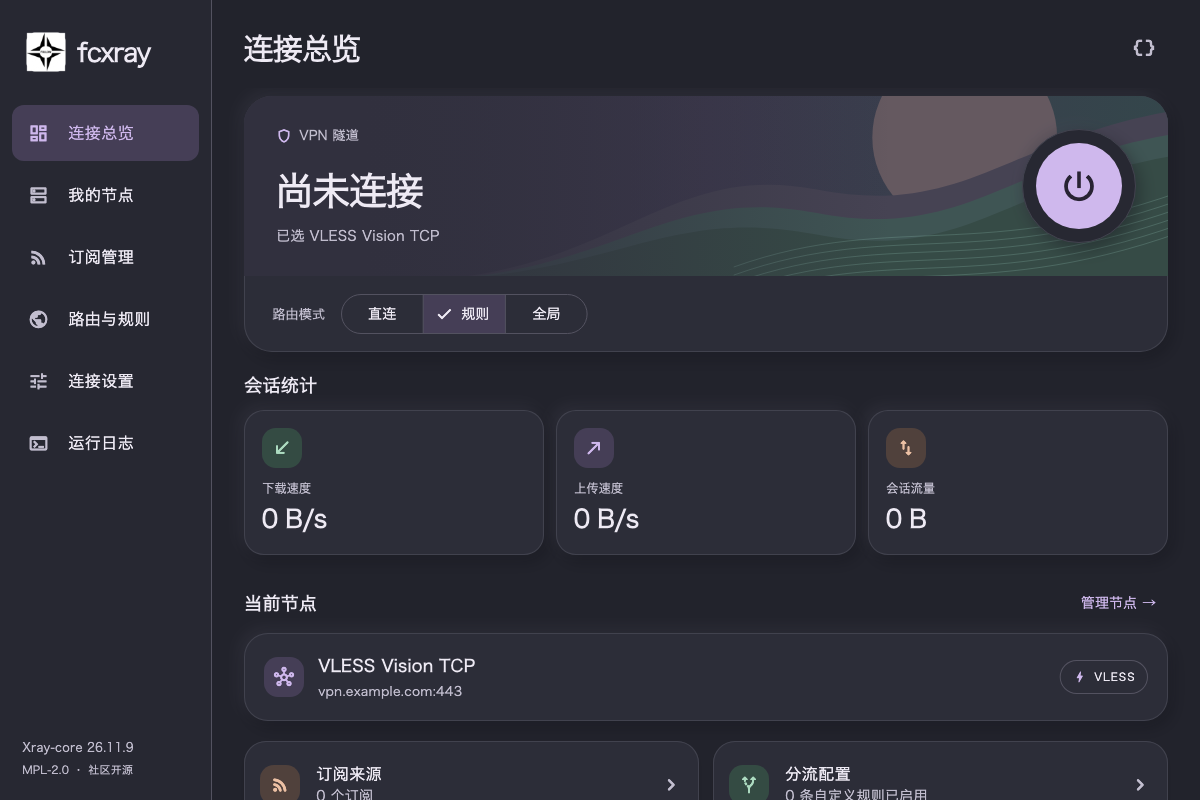 fcxray
连接总览
我的节点
订阅管理
路由与规则
连接设置
运行日志
Xray-core 26.11.9
MPL-2.0 · 社区开源
连接总览
VPN 隧道
尚未连接
已选 VLESS Vision TCP
路由模式 直连 规则 全局
会话统计
下载速度
0 B/s
上传速度
0 B/s
会话流量
0 B
当前节点
管理节点 →
VLESS Vision TCP
vpn.example.com:443
VLESS
订阅来源
0 个订阅
分流配置
0 条自定义规则已启用